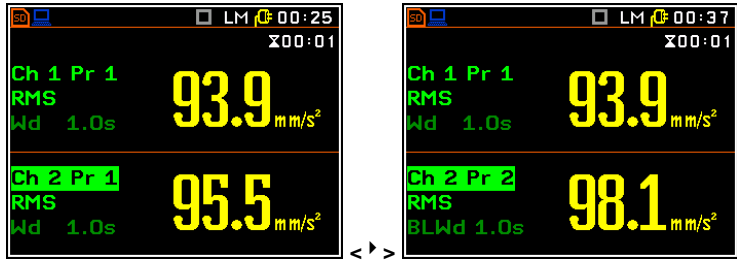 SD LM 00:25
00:01
Ch 1 Pr 1
RMS 93.9 mm/s²
Wd 1.0s
Ch 2 Pr 1
RMS 95.5 mm/s²
Wd 1.0s
< >
SD LM 00:37
00:01
Ch 1 Pr 1
RMS 93.9 mm/s²
Wd 1.0s
Ch 2 Pr 2
RMS 98.1 mm/s²
BLWd 1.0s